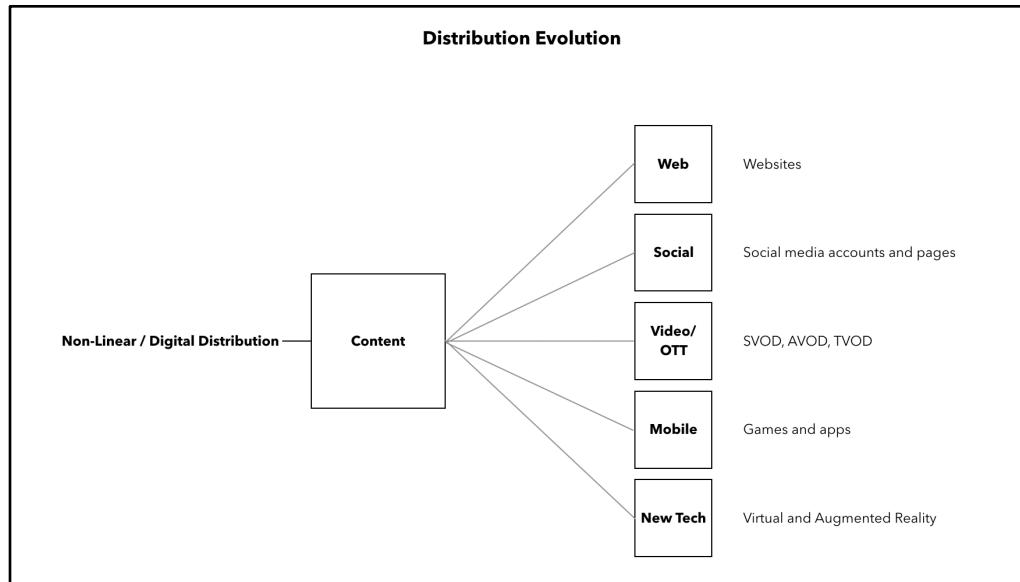 Distribution Evolution
Web
Websites
Social
Social media accounts and pages
Non-Linear / Digital Distribution
Content
Video/
OTT
SVOD, AVOD, TVOD
Mobile
Games and apps
New Tech
Virtual and Augmented Reality